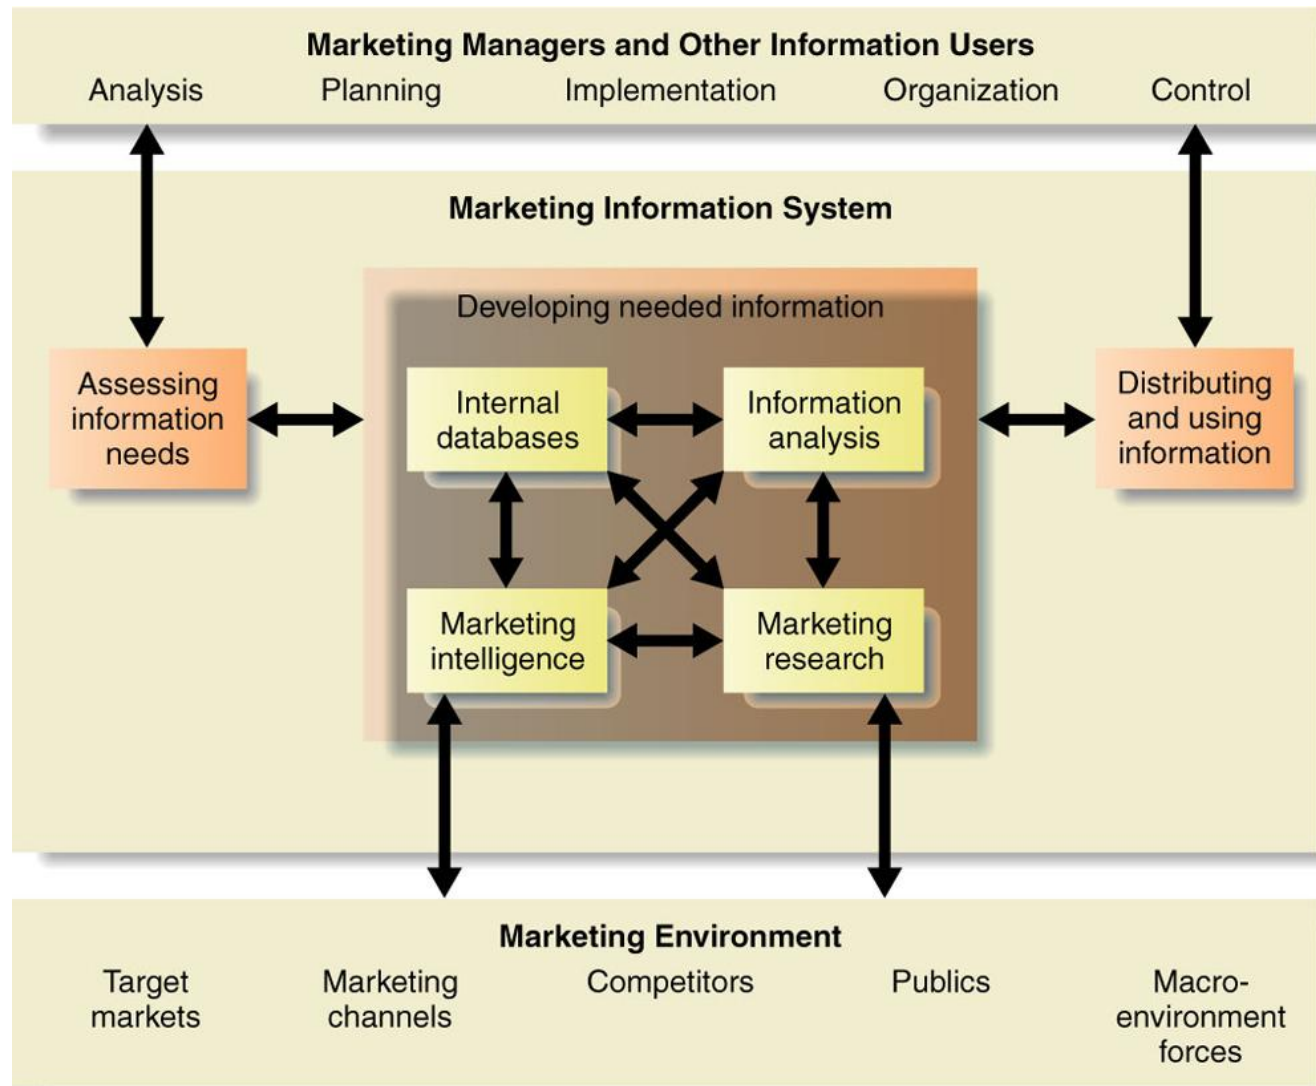 Marketing Managers and Other Information Users
Analysis Planning Implementation Organization Control
Marketing Information System
Developing needed information
Assessing
information
needs
Internal
databases
Information
analysis
Distributing
and using
information
Marketing
intelligence
Marketing
research
Marketing Environment
Target
markets
Marketing
channels
Competitors
Publics
Macro-
environment
forces